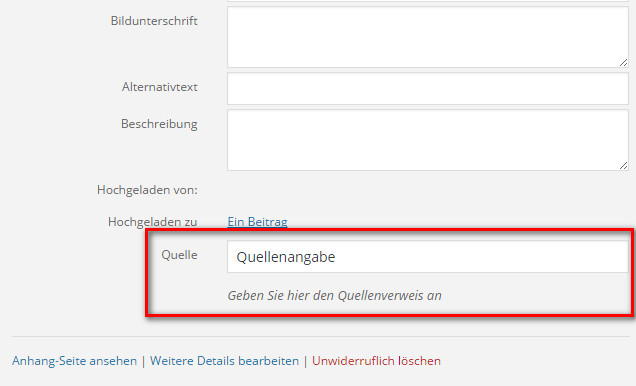 Bildunterschrift
Alternativtext
Beschreibung
Hochgeladen von:
Hochgeladen zu Ein Beitrag
Quelle Quellenangabe
Geben Sie hier den Quellenverweis an
Anhang-Seite ansehen | Weitere Details bearbeiten | Unwiderruflich löschen